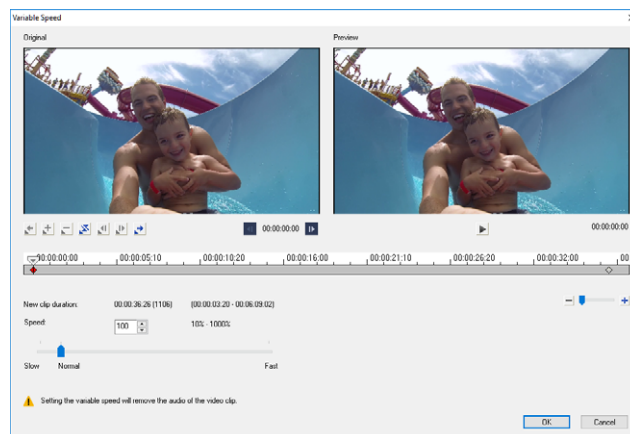 Variable Speed
Original
Preview
00:00:00:00
00:00:00:00
00:00:00:00 00:00:05:10 00:00:10:20 00:00:16:00 00:00:21:10 00:00:26:20 00:00:32:00 00
New clip duration: 00:00:36:26 (1106) (00:00:03:20 - 00:06:09:02)
Speed: 100 10% - 1000%
Slow Normal Fast
Setting the variable speed will remove the audio of the video clip.
OK Cancel